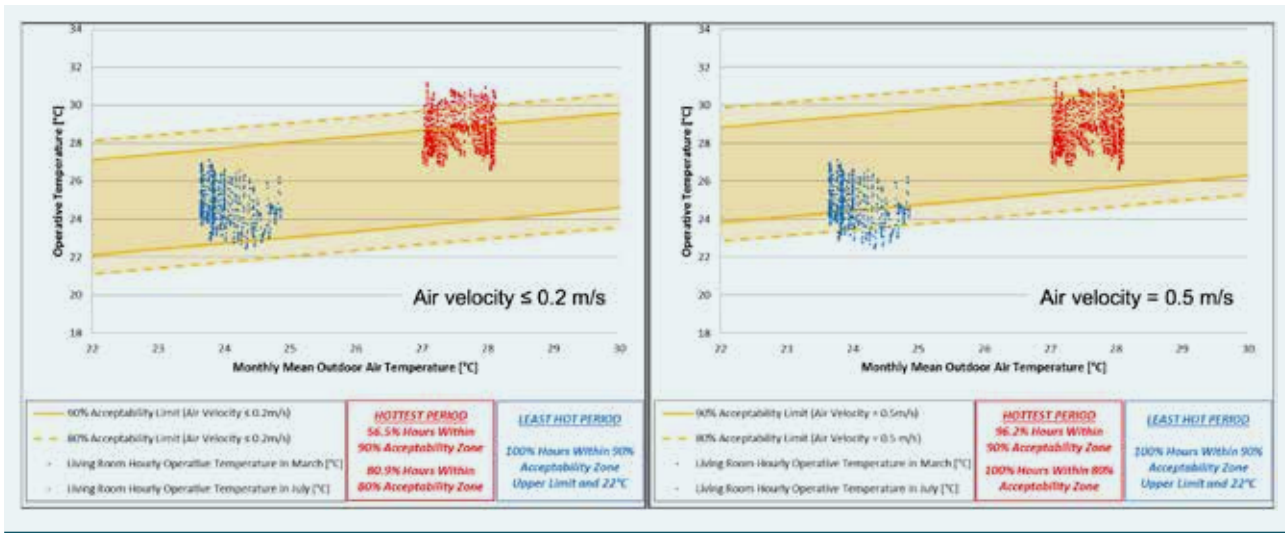 34
32
30
28
26
24
22
20
18
Operative Temperature [°C]
22 23 24 25 26 27 28 29 30
Monthly Mean Outdoor Air Temperature [°C]
Air velocity ≤ 0.2 m/s
90% Acceptability Limit (Air Velocity ≤ 0.2m/s)
80% Acceptability Limit (Air Velocity ≤ 0.2m/s)
Living Room Hourly Operative Temperature in March [°C]
Living Room Hourly Operative Temperature in July [°C]
HOTTEST PERIOD
56.5% Hours Within
90% Acceptability Zone
80.9% Hours Within
80% Acceptability Zone
LEAST HOT PERIOD
100% Hours Within 90%
Acceptability Zone
Upper Limit and 22°C
34
32
30
28
26
24
22
20
18
Operative Temperature [°C]
22 23 24 25 26 27 28 29 30
Monthly Mean Outdoor Air Temperature [°C]
Air velocity = 0.5 m/s
90% Acceptability Limit (Air Velocity = 0.5m/s)
80% Acceptability Limit (Air Velocity = 0.5 m/s)
Living Room Hourly Operative Temperature in March [°C]
Living Room Hourly Operative Temperature in July [°C]
HOTTEST PERIOD
96.2% Hours Within
90% Acceptability Zone
100% Hours Within 80%
Acceptability Zone
LEAST HOT PERIOD
100% Hours Within 90%
Acceptability Zone
Upper Limit and 22°C